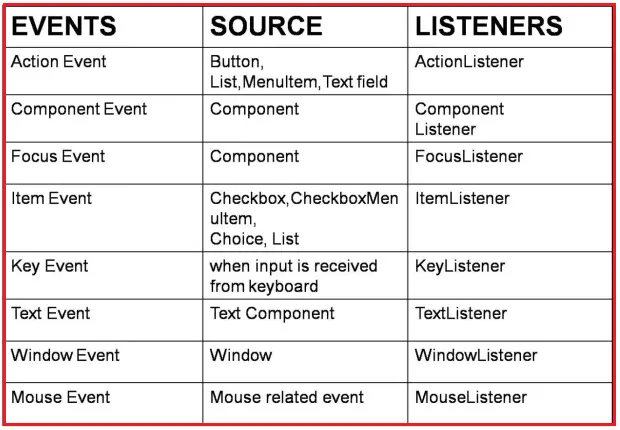 EVENTS SOURCE LISTENERS
Action Event Button, ActionListener
List,MenuItem,Text field
Component Event Component Component
Listener
Focus Event Component FocusListener
Item Event Checkbox,CheckboxMen ItemListener
uItem,
Choice, List
Key Event when input is received KeyListener
from keyboard
Text Event Text Component TextListener
Window Event Window WindowListener
Mouse Event Mouse related event MouseListener